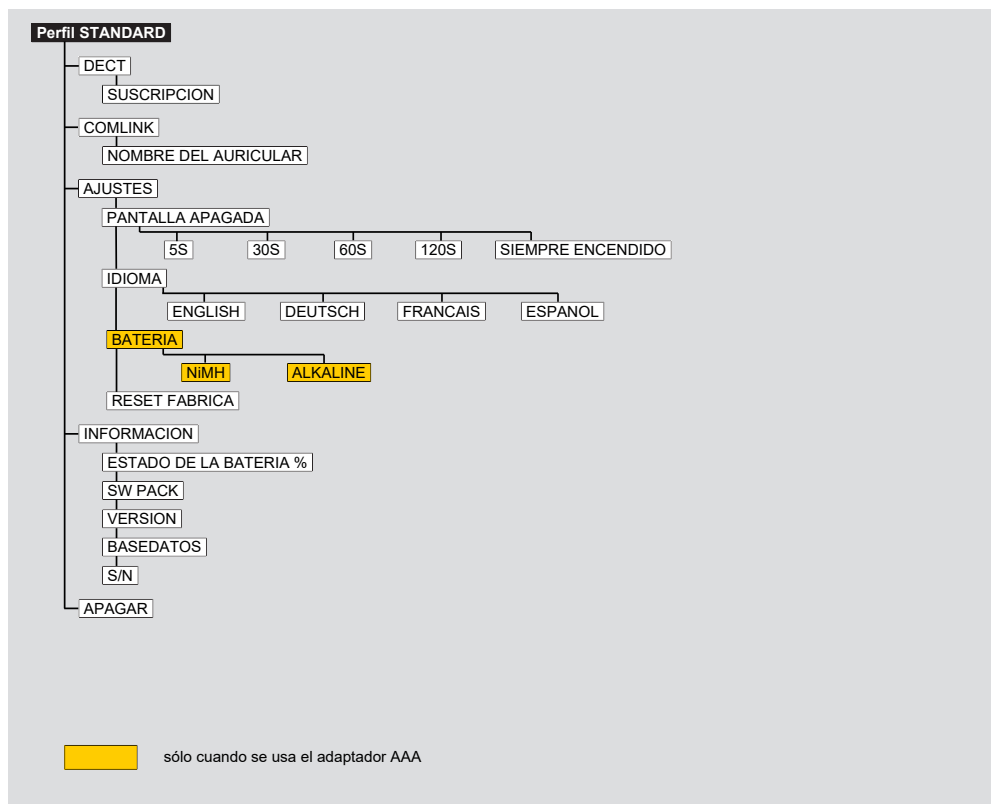 Perfil STANDARD
DECT
SUSCRIPCION
COMLINK
NOMBRE DEL AURICULAR
AJUSTES
PANTALLA APAGADA
5S 30S 60S 120S SIEMPRE ENCENDIDO
IDIOMA
ENGLISH DEUTSCH FRANCAIS ESPANOL
BATERIA
NiMH ALKALINE
RESET FABRICA
INFORMACION
ESTADO DE LA BATERIA %
SW PACK
VERSION
BASEDATOS
S/N
APAGAR
sólo cuando se usa el adaptador AAA